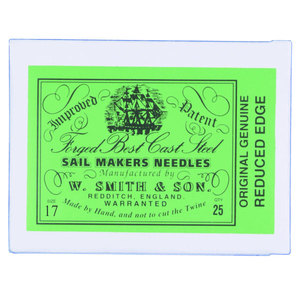 Improved Patent
Forged Best Cast Steel
SAIL MAKERS NEEDLES
Manufactured by
W. SMITH & SON.
REDDITCH, ENGLAND.
WARRANTED
SIZE
17
QTY
25
Made by Hand, and not to cut the Twine
ORIGINAL GENUINE
REDUCED EDGE